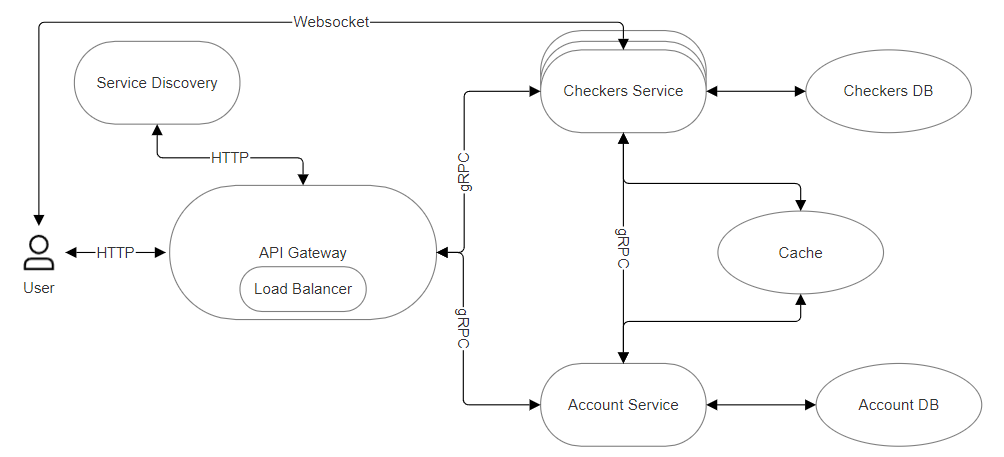 Websocket
Service Discovery
Checkers Service
Checkers DB
HTTP
gRPC
HTTP
API Gateway
gRPC
Cache
User
Load Balancer
gRPC
Account Service
Account DB